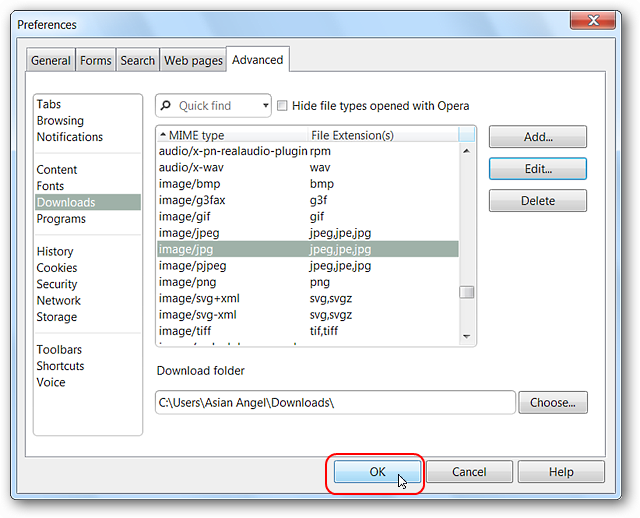 Preferences
General Forms Search Web pages Advanced
Tabs
Browsing
Notifications
Content
Fonts
Downloads
Programs
History
Cookies
Security
Network
Storage
Toolbars
Shortcuts
Voice
Quick find Hide file types opened with Opera
MIME type File Extension(s)
audio/x-pn-realaudio-plugin rpm
audio/x-wav wav
image/bmp bmp
image/g3fax g3f
image/gif gif
image/jpeg jpeg,jpe,jpg
image/jpg jpeg,jpe,jpg
image/pjpeg jpeg,jpe,jpg
image/png png
image/svg+xml svg,svgz
image/svg-xml svg,svgz
image/tiff tif,tiff
Add...
Edit...
Delete
Download folder
C:\Users\Asian Angel\Downloads\ Choose...
OK Cancel Help